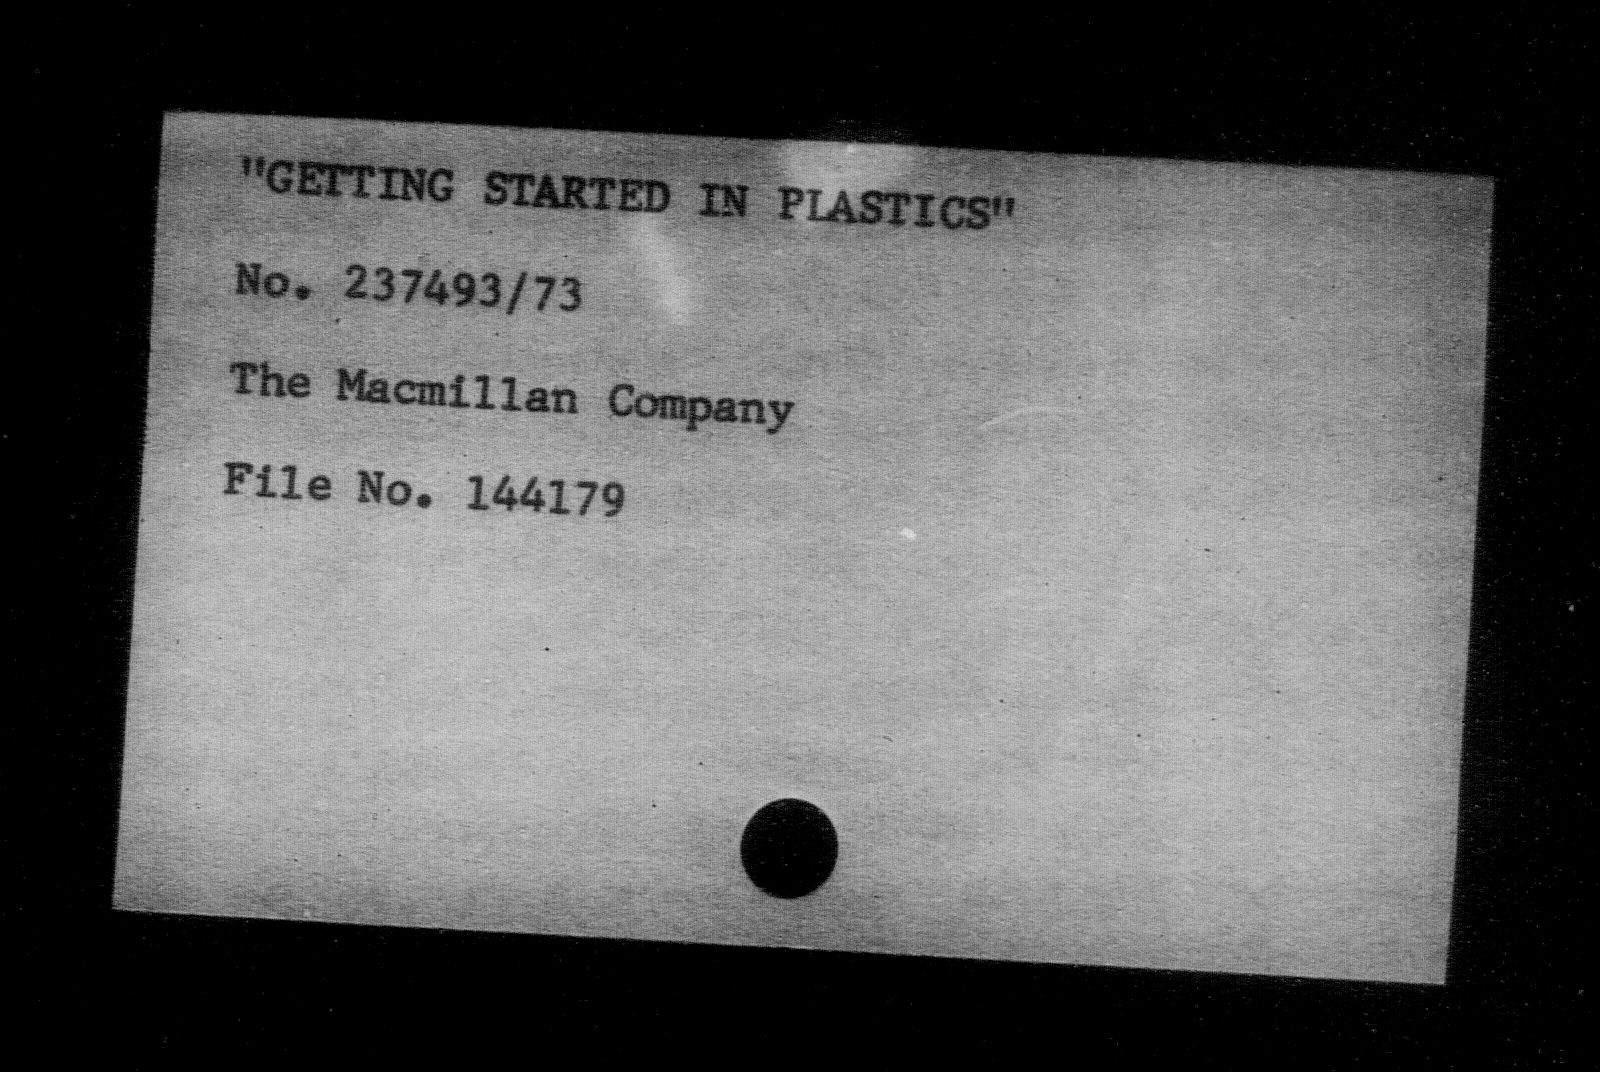 "GETTING STARTED IN PLASTICS"
No. 237493/73
The Macmillan Company
File No. 144179